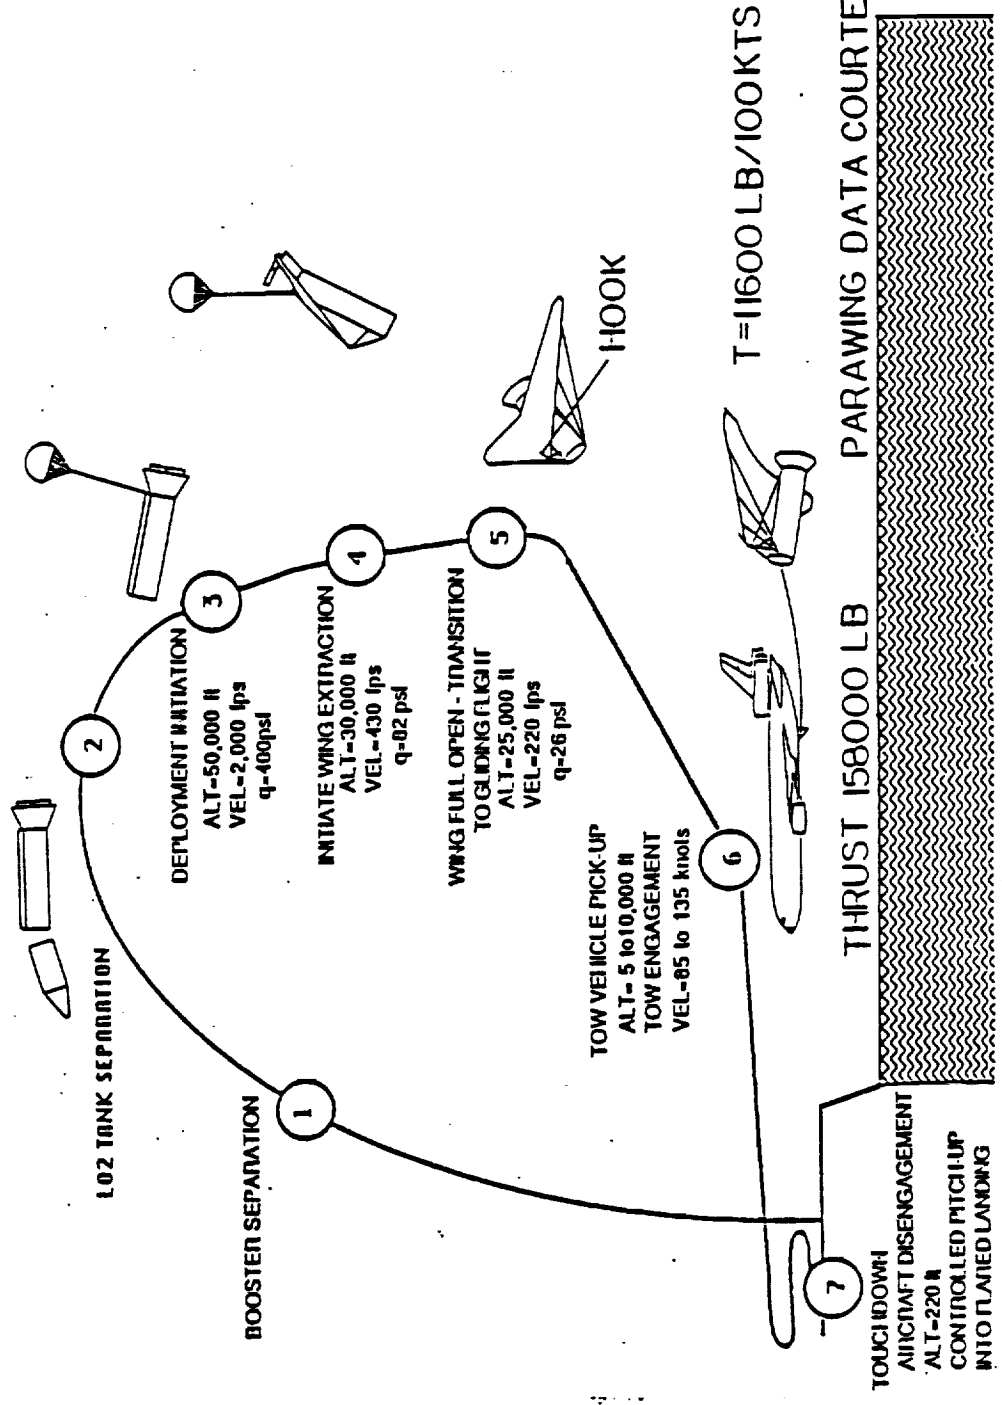 LO2 TANK SEPARATION
BOOSTER SEPARATION
1
2
3
DEPLOYMENT INITIATION
ALT=50,000 ft
VEL=2,000 fps
q=400psf
4
INITIATE WING EXTRACTION
ALT=30,000 ft
VEL=430 fps
q=82 psf
5
WING FULL OPEN - TRANSITION
TO GLIDING FLIGHT
ALT=25,000 ft
VEL=220 fps
q=26 psf
HOOK
6
TOW VEHICLE PICK-UP
ALT= 5 to 10,000 ft
TOW ENGAGEMENT
VEL=85 to 135 knots
T=11600 LB/100KTS
THRUST 158000 LB
PARAWING DATA COURTE
7
TOUCHDOWN
AIRCRAFT DISENGAGEMENT
ALT=220 ft
CONTROLLED PITCH-UP
INTO FLARED LANDING